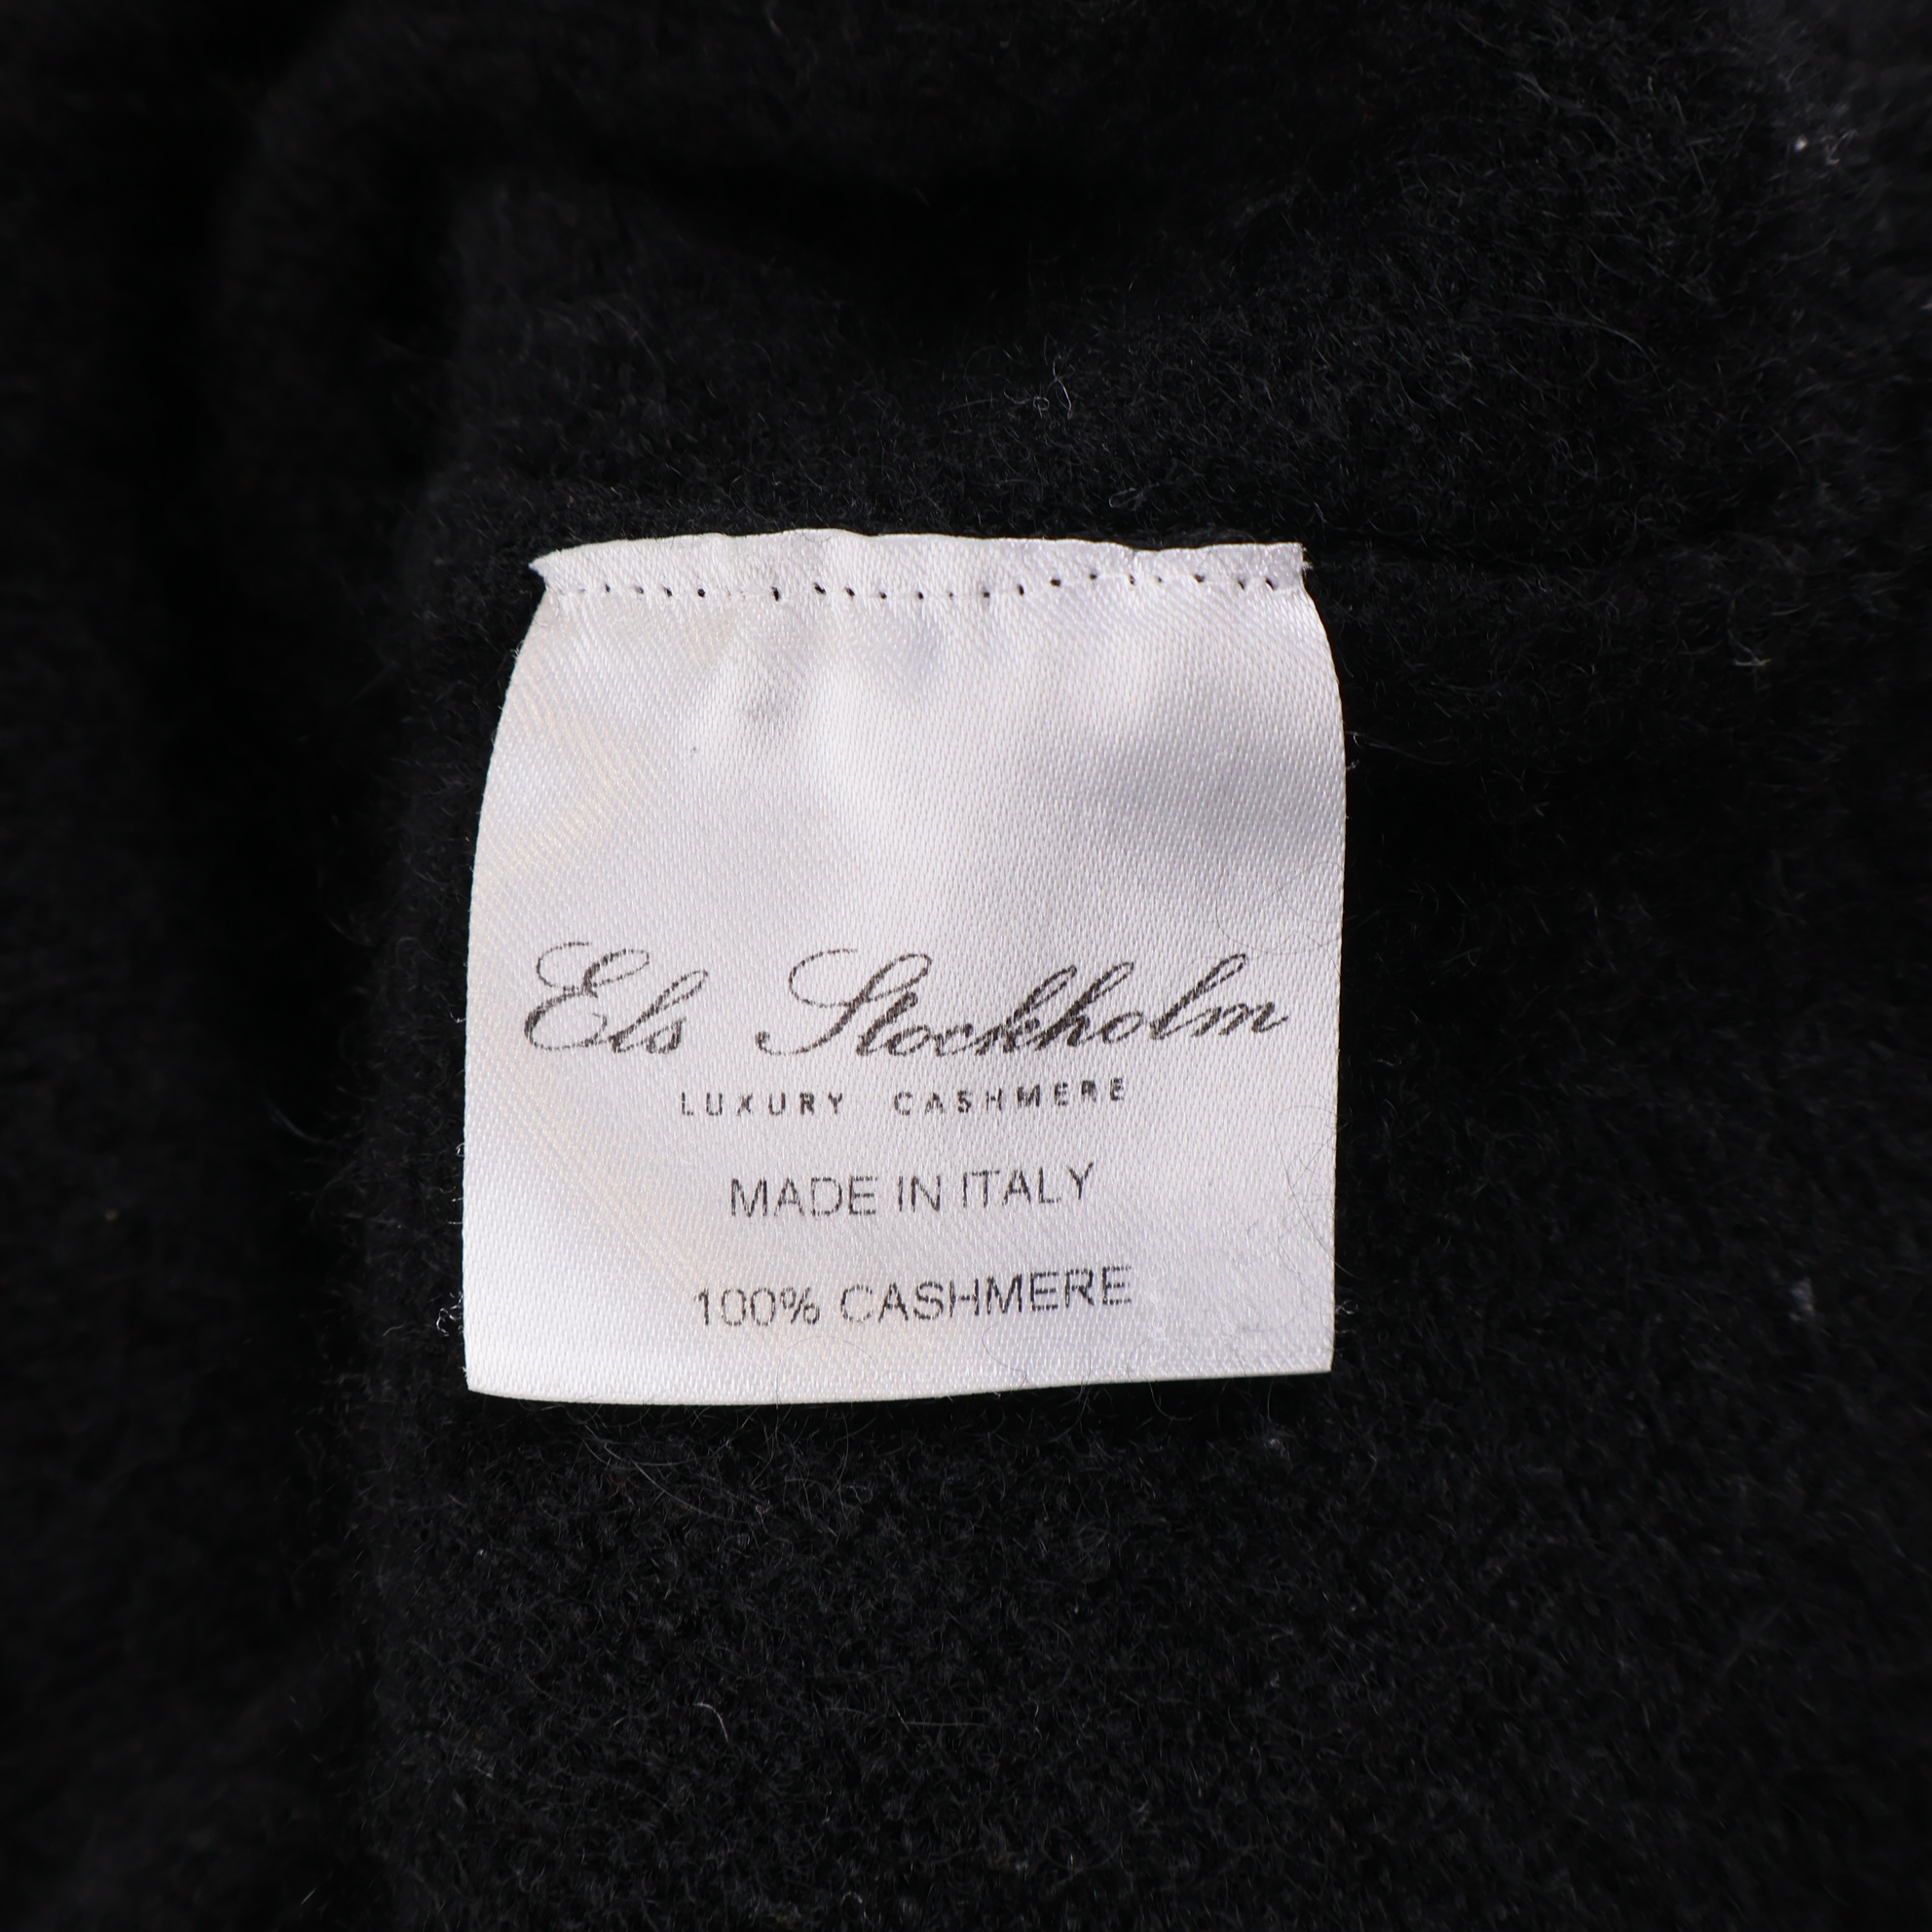 Els Stockholm
LUXURY CASHMERE
MADE IN ITALY
100% CASHMERE